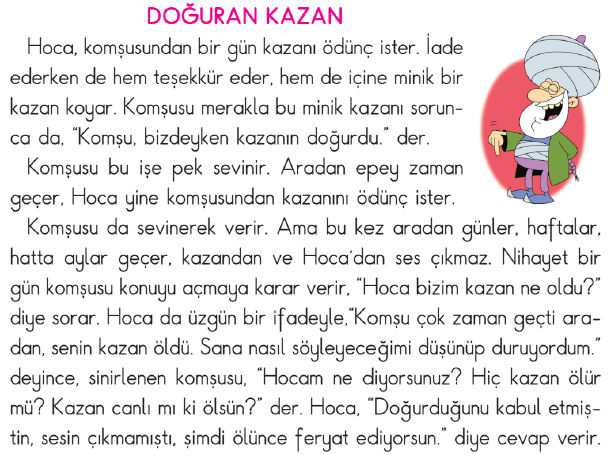 DOĞURAN KAZAN
Hoca, komşusundan bir gün kazanı ödünç ister. İade
ederken de hem teşekkür eder, hem de içine minik bir
kazan koyar. Komşusu merakla bu minik kazanı sorun-
ca da, “Komşu, bizdeyken kazanın doğurdu.” der.
Komşusu bu işe pek sevinir. Aradan epey zaman
geçer, Hoca yine komşusundan kazanını ödünç ister.
Komşusu da sevinerek verir. Ama bu kez aradan günler, haftalar,
hatta aylar geçer, kazandan ve Hoca’dan ses çıkmaz. Nihayet bir
gün komşusu konuyu açmaya karar verir, “Hoca bizim kazan ne oldu?”
diye sorar. Hoca da üzgün bir ifadeyle,“Komşu çok zaman geçti ara-
dan, senin kazan öldü. Sana nasıl söyleyeceğimi düşünüp duruyordum.”
deyince, sinirlenen komşusu, “Hocam ne diyorsunuz? Hiç kazan ölür
mü? Kazan canlı mı ki ölsün?” der. Hoca, “Doğurduğunu kabul etmiş-
tin, sesin çıkmamıştı, şimdi ölünce feryat ediyorsun.” diye cevap verir.